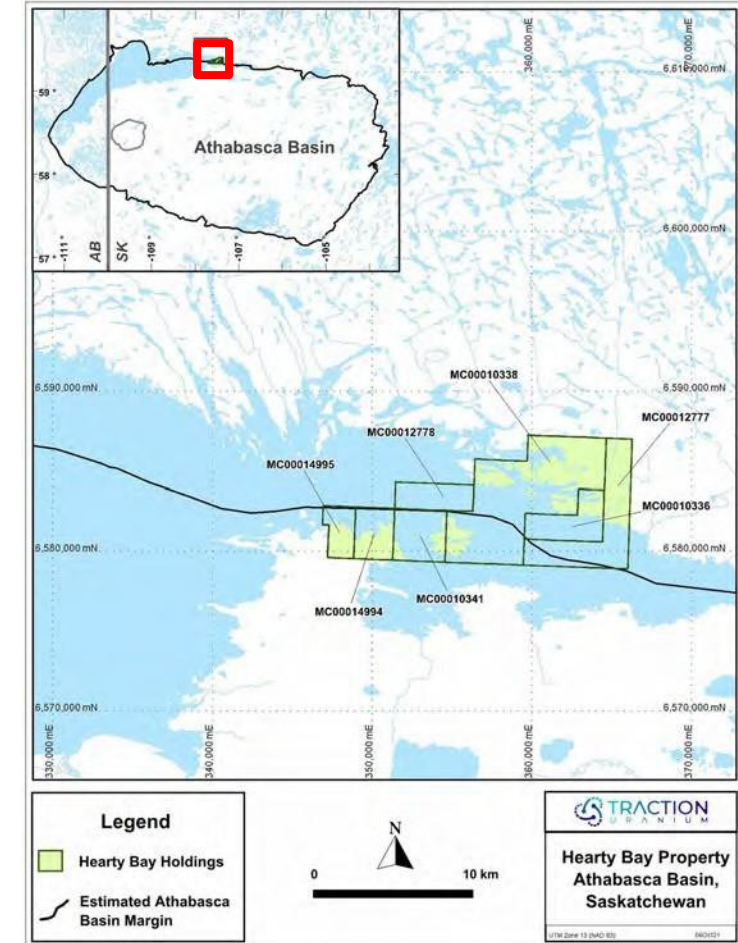 59°
58°
57°
Athabasca Basin
-111°
AB
SK
-109°
-107°
-105°
360,000 mE
6,610,000 mN
6,600,000 mN
6,590,000 mN
6,590,000 mN
MC00010338
MC00012777
MC00012778
MC00014995
MC00010336
6,580,000 mN
6,580,000 mN
MC00014994
MC00010341
6,570,000 mN
6,570,000 mN
330,000 mE
340,000 mE
350,000 mE
360,000 mE
370,000 mE
Legend
Hearty Bay Holdings
Estimated Athabasca
Basin Margin
N
0
10 km
TRACTION
URANIUM
Hearty Bay Property
Athabasca Basin,
Saskatchewan
UTM Zone 13 (NAD 83)